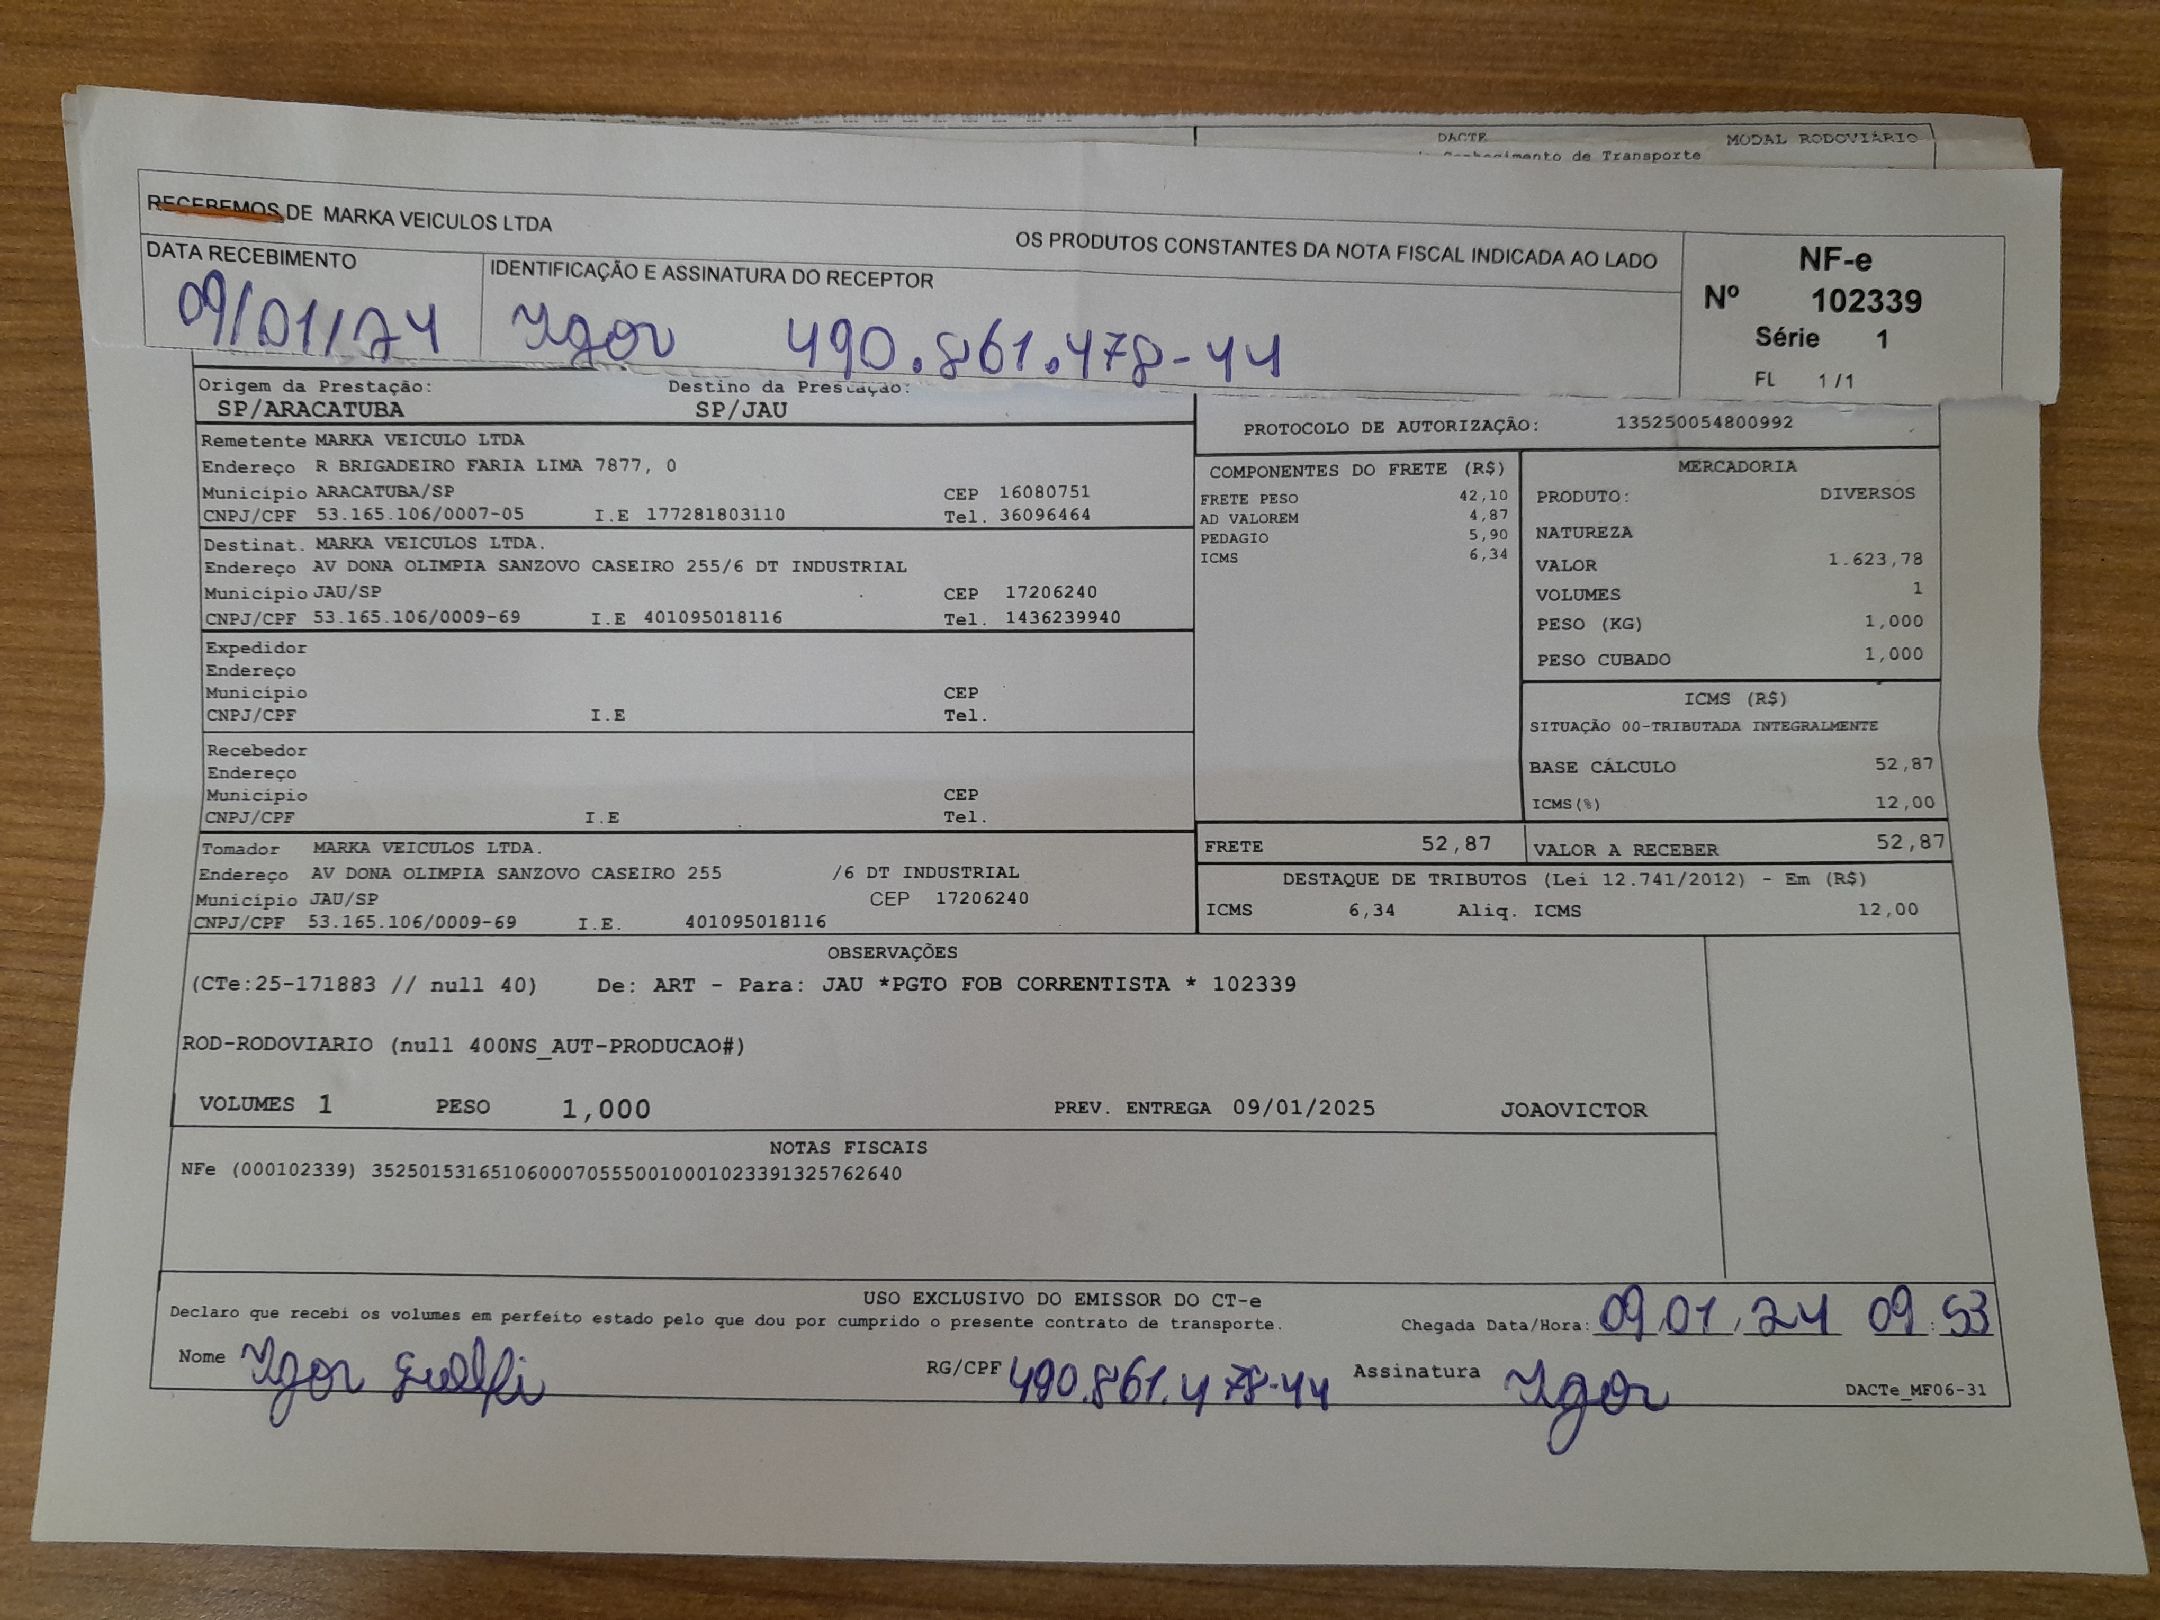 DACTE
MODAL RODOVIÁRIO
de Transporte
RECEBEMOS DE MARKA VEICULOS LTDA
OS PRODUTOS CONSTANTES DA NOTA FISCAL INDICADA AO LADO
NF-e
Nº 102339
Série 1
FL 1/1
DATA RECEBIMENTO
IDENTIFICAÇÃO E ASSINATURA DO RECEPTOR
09/01/24
Igor 490.861.478-44
Origem da Prestação: Destino da Prestação:
SP/ARACATUBA SP/JAU
PROTOCOLO DE AUTORIZAÇÃO: 135250054800992
Remetente MARKA VEICULO LTDA
Endereço R BRIGADEIRO FARIA LIMA 7877, 0
Município ARACATUBA/SP CEP 16080751
CNPJ/CPF 53.165.106/0007-05 I.E 177281803110 Tel. 36096464
Destinat. MARKA VEICULOS LTDA.
Endereço AV DONA OLIMPIA SANZOVO CASEIRO 255/6 DT INDUSTRIAL
Município JAU/SP CEP 17206240
CNPJ/CPF 53.165.106/0009-69 I.E 401095018116 Tel. 1436239940
Expedidor
Endereço
Município CEP
CNPJ/CPF I.E Tel.
Recebedor
Endereço
Município CEP
CNPJ/CPF I.E Tel.
Tomador MARKA VEICULOS LTDA.
Endereço AV DONA OLIMPIA SANZOVO CASEIRO 255 /6 DT INDUSTRIAL
Município JAU/SP CEP 17206240
CNPJ/CPF 53.165.106/0009-69 I.E. 401095018116
COMPONENTES DO FRETE (R$)
FRETE PESO 42,10
AD VALOREM 4,87
PEDAGIO 5,90
ICMS 6,34
MERCADORIA
PRODUTO: DIVERSOS
NATUREZA
VALOR 1.623,78
VOLUMES 1
PESO (KG) 1,000
PESO CUBADO 1,000
ICMS (R$)
SITUAÇÃO 00-TRIBUTADA INTEGRALMENTE
BASE CÁLCULO 52,87
ICMS(%) 12,00
FRETE 52,87 VALOR A RECEBER 52,87
DESTAQUE DE TRIBUTOS (Lei 12.741/2012) - Em (R$)
ICMS 6,34 Aliq. ICMS 12,00
OBSERVAÇÕES
(CTe:25-171883 // null 40) De: ART - Para: JAU *PGTO FOB CORRENTISTA * 102339
ROD-RODOVIARIO (null 400NS_AUT-PRODUCAO#)
VOLUMES 1 PESO 1,000 PREV. ENTREGA 09/01/2025 JOAOVICTOR
NOTAS FISCAIS
NFe (000102339) 35250153165106000705550010001023391325762640
USO EXCLUSIVO DO EMISSOR DO CT-e
Declaro que recebi os volumes em perfeito estado pelo que dou por cumprido o presente contrato de transporte.
Chegada Data/Hora: 09.01.24 09:53
Nome Igor RG/CPF 490.861.478-44 Assinatura Igor
DACTe_MF06-31